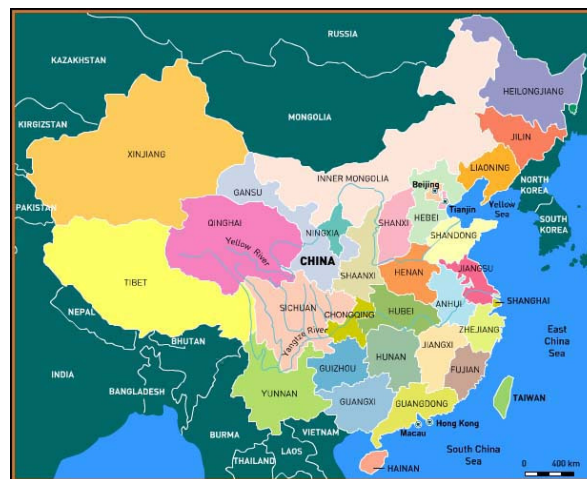 RUSSIA
KAZAKHSTAN
HEILONGJIANG
MONGOLIA
KIRGIZSTAN
JILIN
XINJIANG
LIAONING
INNER MONGOLIA
Beijing
GANSU
NORTH
KOREA
PAKISTAN
HEBEI
Tianjin
Yellow
Sea
QINGHAI
NINGXIA
SHANXI
SOUTH
KOREA
SHANDONG
Yellow River
CHINA
SHAANXI
HENAN
JIANGSU
TIBET
SICHUAN
CHONGQING
HUBEI
ANHUI
SHANGHAI
NEPAL
Yangtze River
ZHEJIANG
East
China
Sea
BHUTAN
JIANGXI
HUNAN
GUIZHOU
FUJIAN
INDIA
BANGLADESH
YUNNAN
GUANGXI
GUANGDONG
TAIWAN
Hong Kong
Macau
BURMA
VIETNAM
LAOS
THAILAND
South China
Sea
HAINAN
0 400 km